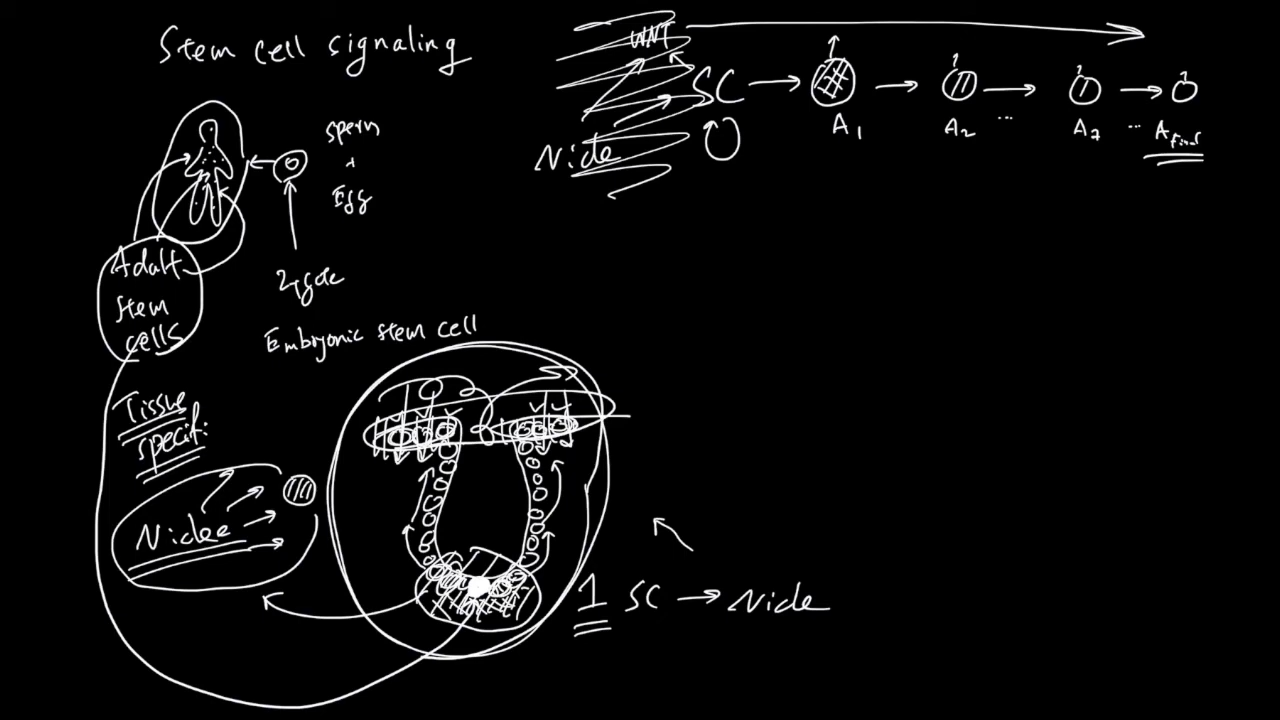 Stem cell signaling
WNT
SC
A1
A2
...
A7
... Afinal
Niche
sperm
+
Egg
Zygote
Adult
stem
cells
Embryonic stem cell
Tissue
specifi:
Niche
1 SC → Niche